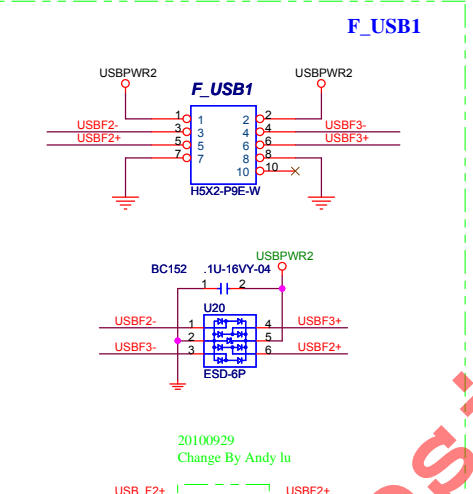 F_USB1
USBPWR2 USBPWR2
F_USB1
1 1 2 2
USBF2- 3 3 4 4 USBF3-
USBF2+ 5 5 6 6 USBF3+
7 7 8 8
10 10
H5X2-P9E-W
USBPWR2
BC152 .1U-16VY-04
1 2
U20
USBF2- 1 4 USBF3+
2 5
USBF3- 3 6 USBF2+
ESD-6P
20100929
Change By Andy lu
USB_F2+ USBF2+